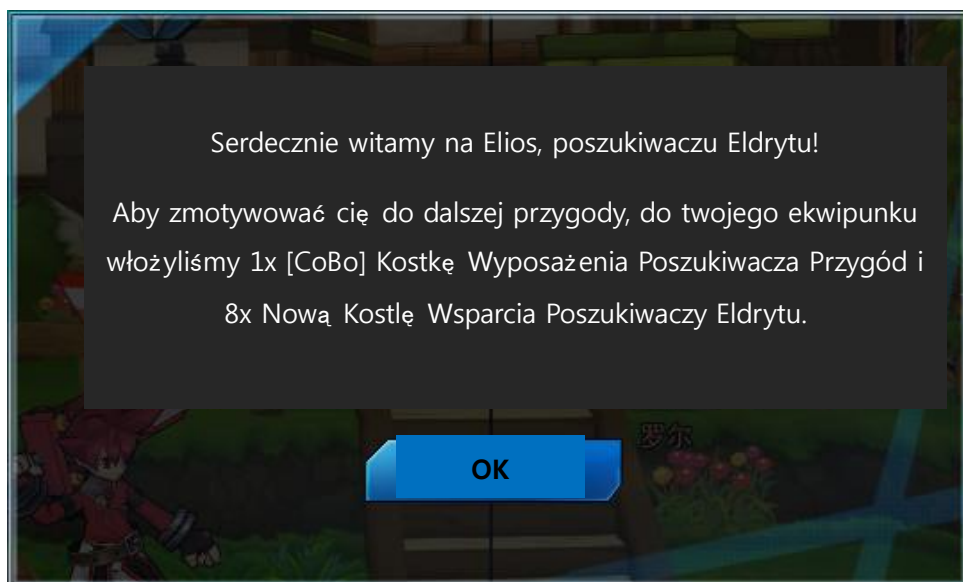 Serdecznie witamy na Elios, poszukiwaczu Eldrytu!
Aby zmotywować cię do dalszej przygody, do twojego ekwipunku
włożyliśmy 1x [CoBo] Kostkę Wyposażenia Poszukiwacza Przygód i
8x Nową Kostlę Wsparcia Poszukiwaczy Eldrytu.
罗尔
OK